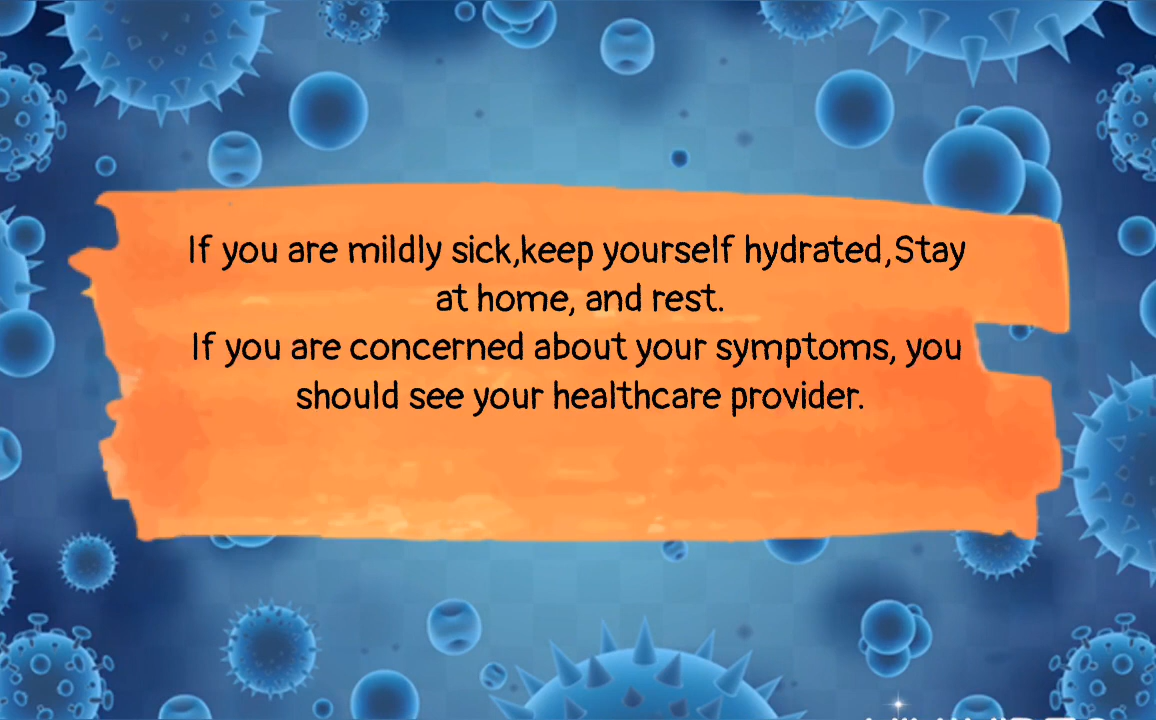 If you are mildly sick,keep yourself hydrated,Stay
at home, and rest.
If you are concerned about your symptoms, you
should see your healthcare provider.